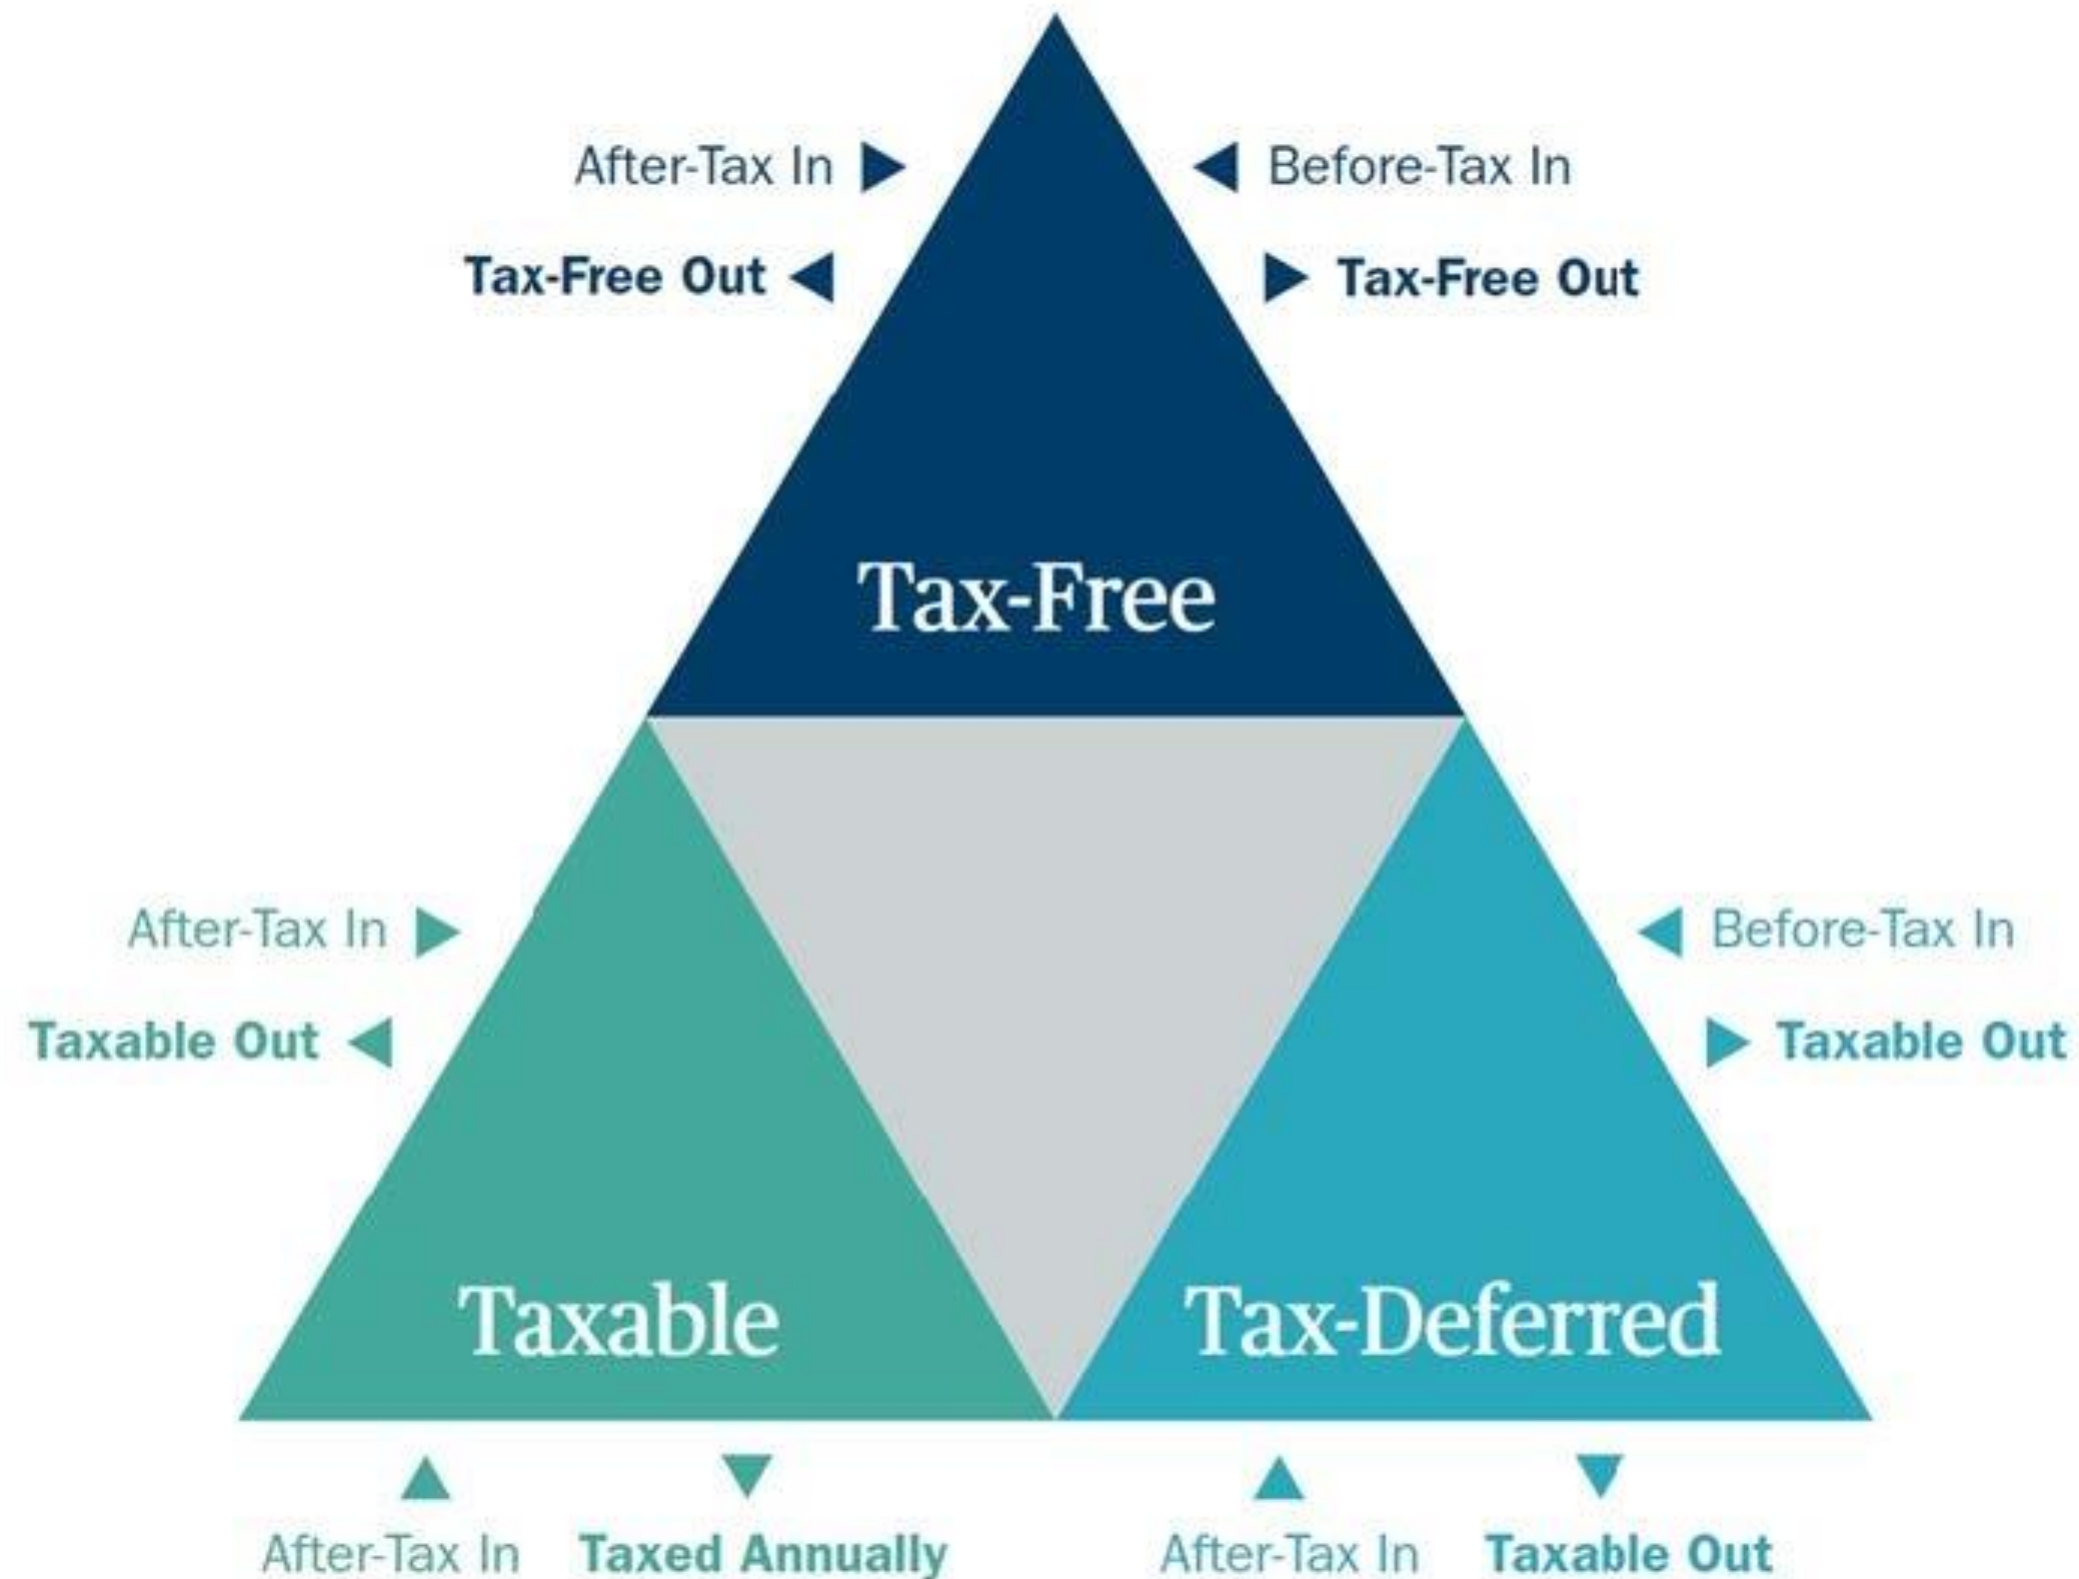 After-Tax In
Before-Tax In
Tax-Free Out
Tax-Free Out
Tax-Free
After-Tax In
Before-Tax In
Taxable Out
Taxable Out
Taxable
Tax-Deferred
After-Tax In
Taxed Annually
After-Tax In
Taxable Out